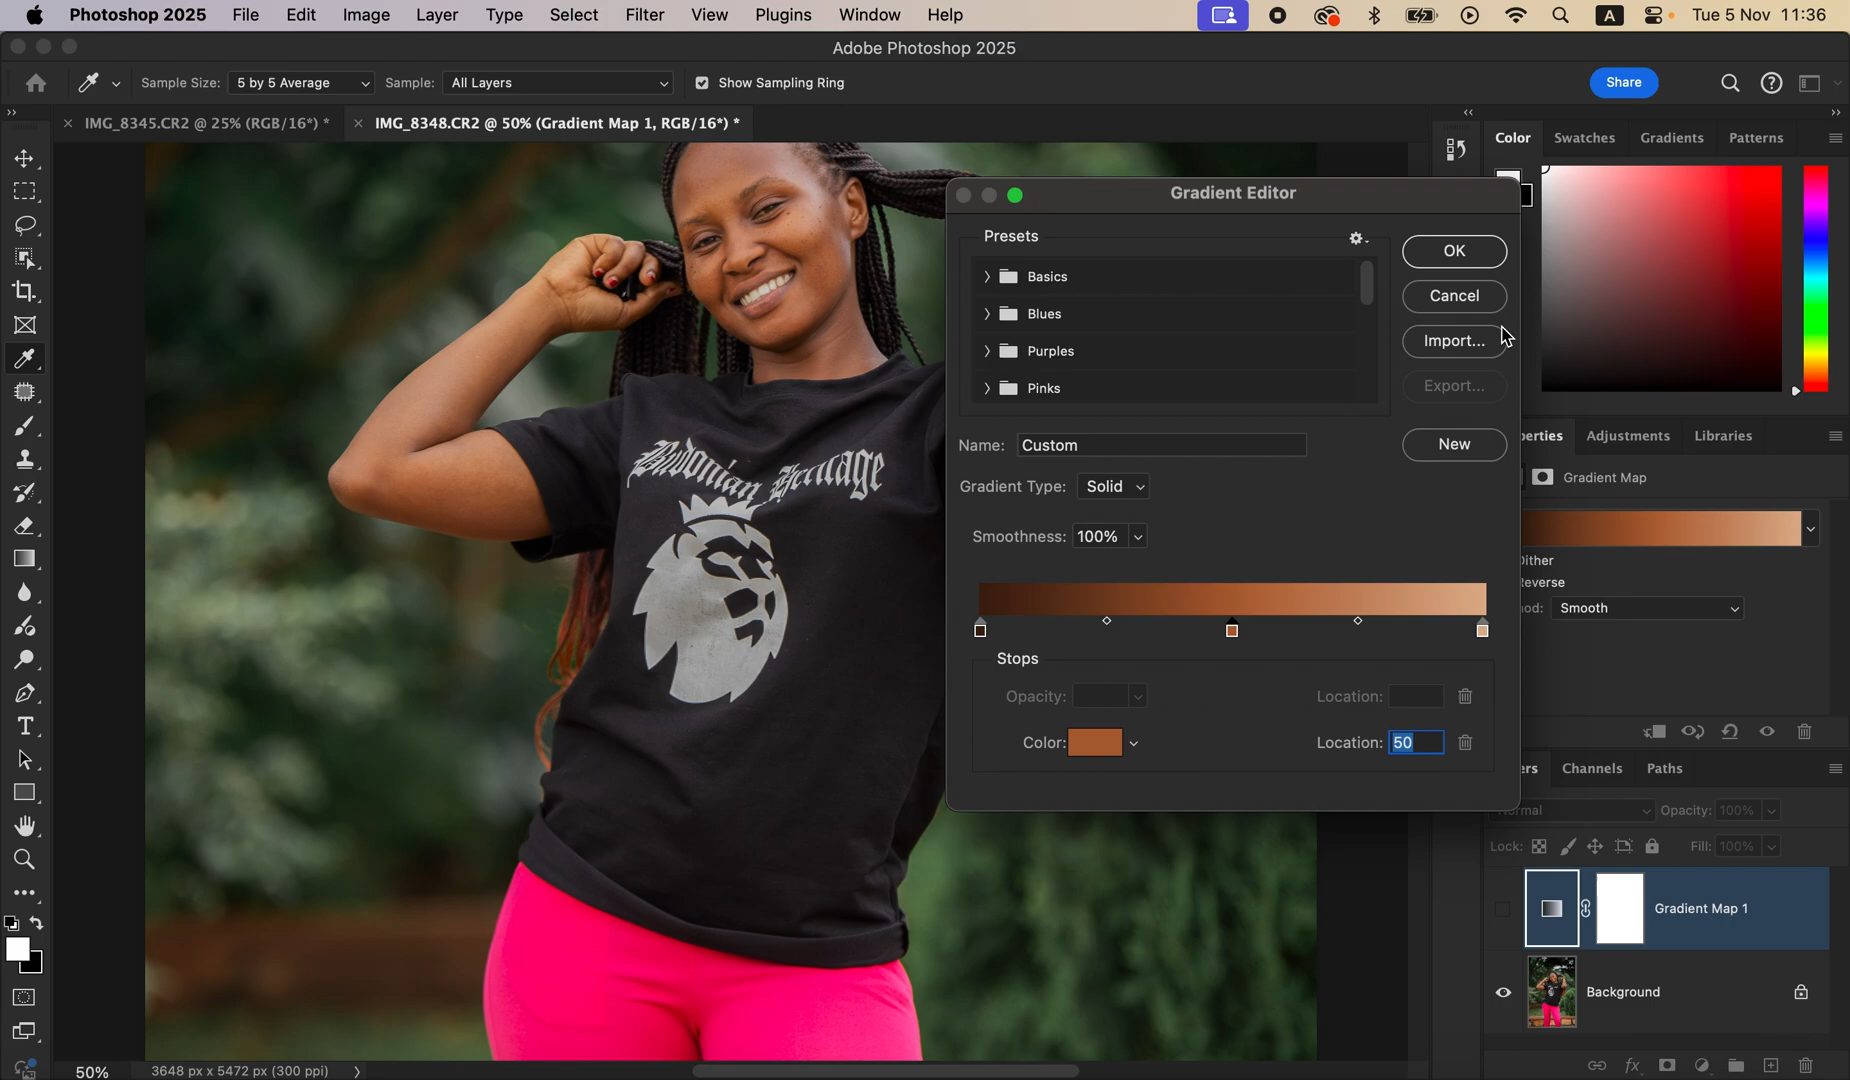 Photoshop 2025 File Edit Image Layer Type Select Filter View Plugins Window Help A Tue 5 Nov 11:36
Adobe Photoshop 2025
Sample Size: 5 by 5 Average Sample: All Layers Show Sampling Ring Share
IMG_8345.CR2 @ 25% (RGB/16*) * IMG_8348.CR2 @ 50% (Gradient Map 1, RGB/16*) *
Color Swatches Gradients Patterns
Gradient Editor
Presets
OK
Basics
Cancel
Blues
Import...
Purples
Export...
Pinks
Name: Custom New
Gradient Type: Solid
Smoothness: 100%
Stops
Opacity: Location:
Color: Location: 50
perties Adjustments Libraries
Gradient Map
Dither
Reverse
od: Smooth
ers Channels Paths
Normal Opacity: 100%
Lock: Fill: 100%
Gradient Map 1
Background
Budonian Heritage
50% 3648 px x 5472 px (300 ppi)
T
fx